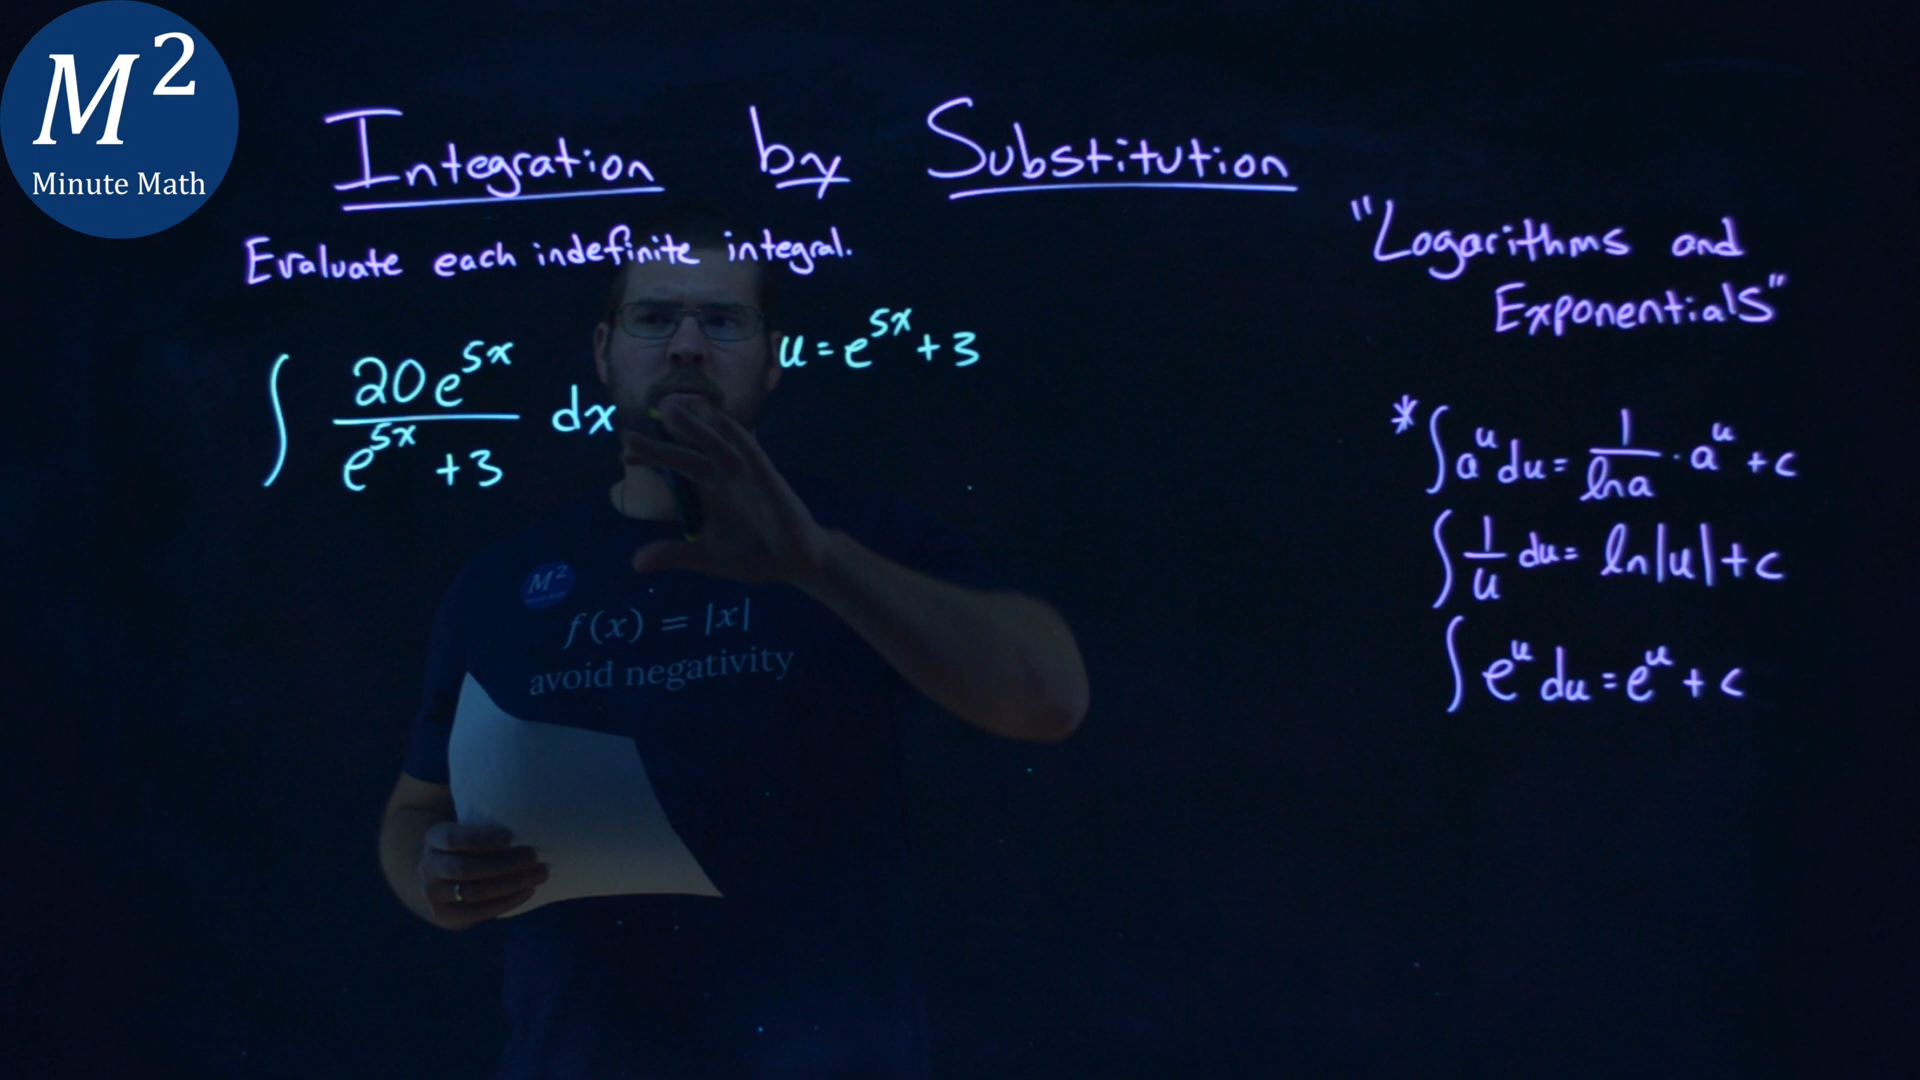 M²
Minute Math
Integration by Substitution
Evaluate each indefinite integral.
"Logarithms and
Exponentials"
∫ 20e^5x / e^5x + 3 dx
u = e^5x + 3
* ∫ a^u du = 1/ln a · a^u + c
∫ 1/u du = ln|u| + c
∫ e^u du = e^u + c
M²
f(x) = |x|
avoid negativity